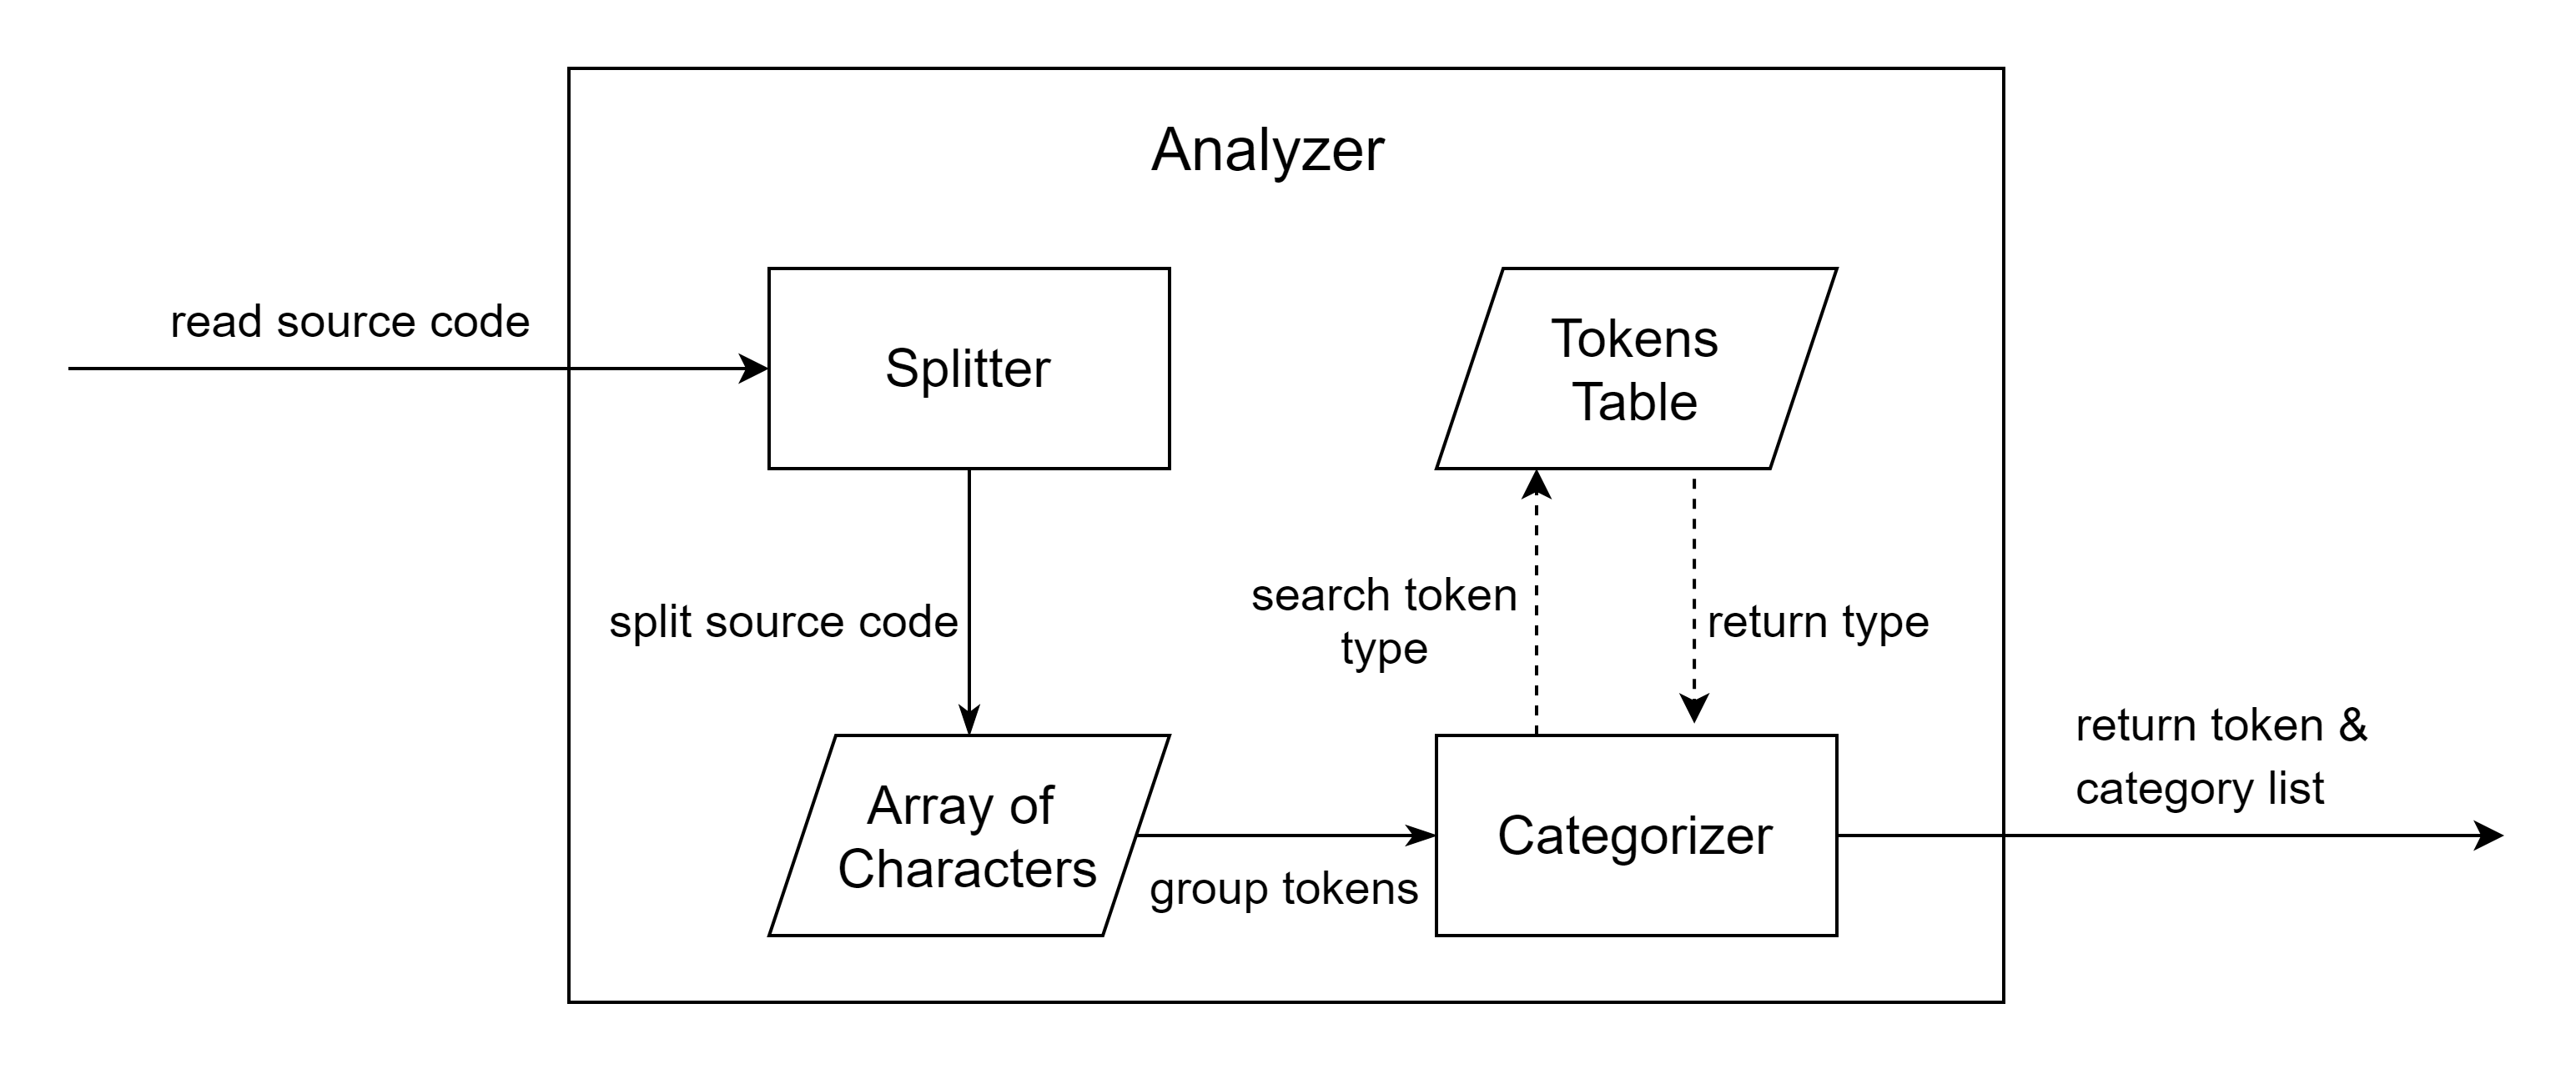 Analyzer
read source code
Splitter
Tokens
Table
split source code
search token
type
return type
Array of
Characters
group tokens
Categorizer
return token &
category list